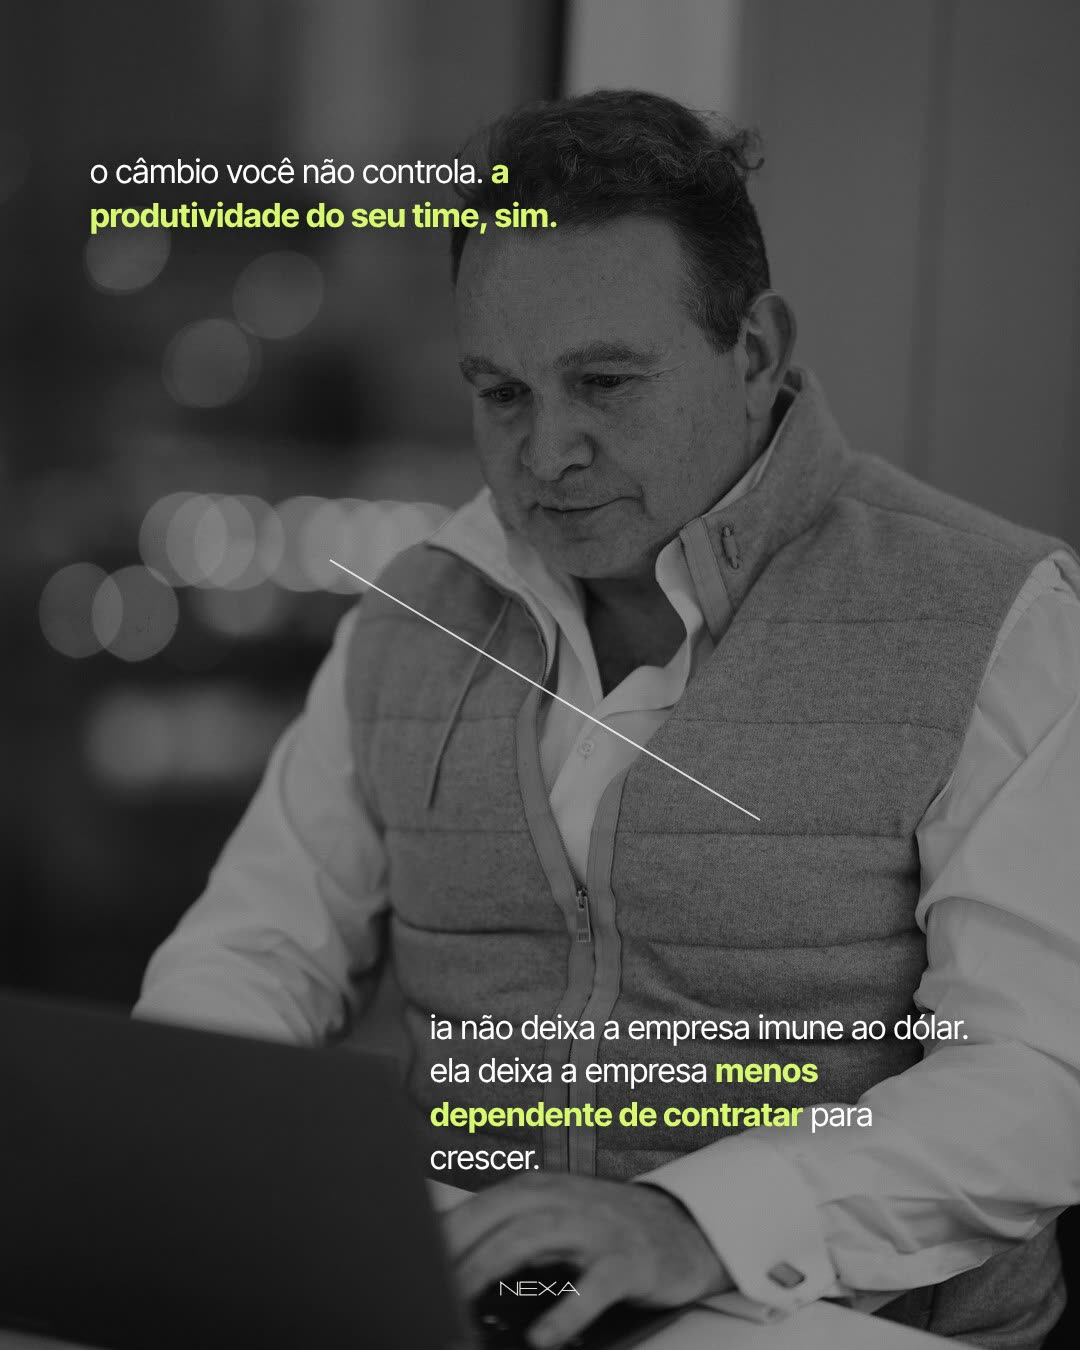 o câmbio você não controla. a
produtividade do seu time, sim.
ia não deixa a empresa imune ao dólar.
ela deixa a empresa menos
dependente de contratar para
crescer.
NEXA